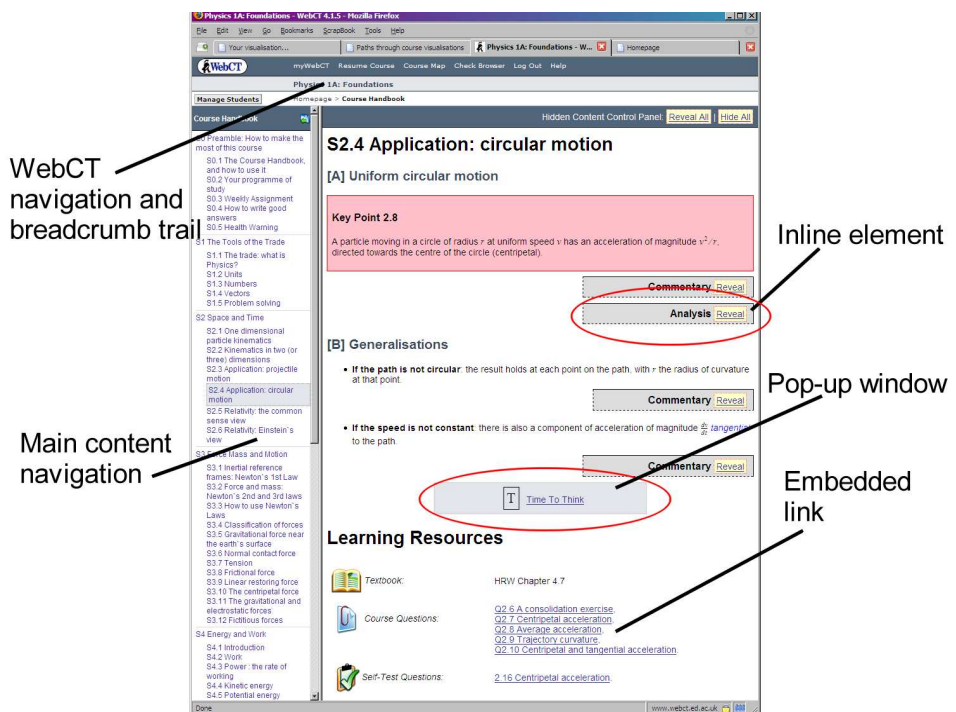 Physics 1A: Foundations - WebCT 4.1.5 - Mozilla Firefox
File Edit View Go Bookmarks ScrapBook Tools Help
Your visualisation... Paths through course visualisations Physics 1A: Foundations - W... Homepage
WebCT myWebCT Resume Course Course Map Check Browser Log Out Help
Physics 1A: Foundations
Manage Students Homepage > Course Handbook
Course Handbook
Hidden Content Control Panel: Reveal All | Hide All
S0 Preamble: How to make the
most of this course
S0.1 The Course Handbook,
and how to use it
S0.2 Your programme of
study
S0.3 Weekly Assignment
S0.4 How to write good
answers
S0.5 Health Warning
S1 The Tools of the Trade
S1.1 The trade: what is
Physics?
S1.2 Units
S1.3 Numbers
S1.4 Vectors
S1.5 Problem solving
S2 Space and Time
S2.1 One dimensional
particle kinematics
S2.2 Kinematics in two (or
three) dimensions
S2.3 Application: projectile
motion
S2.4 Application: circular
motion
S2.5 Relativity: the common
sense view
S2.6 Relativity: Einstein's
view
S3 Force Mass and Motion
S3.1 Inertial reference
frames: Newton's 1st Law
S3.2 Force and mass:
Newton's 2nd and 3rd laws
S3.3 How to use Newton's
Laws
S3.4 Classification of forces
S3.5 Gravitational force near
the earth's surface
S3.6 Normal contact force
S3.7 Tension
S3.8 Frictional force
S3.9 Linear restoring force
S3.10 The centripetal force
S3.11 The gravitational and
electrostatic forces
S3.12 Fictitious forces
S4 Energy and Work
S4.1 Introduction
S4.2 Work
S4.3 Power : the rate of
working
S4.4 Kinetic energy
S4.5 Potential energy
S2.4 Application: circular motion
[A] Uniform circular motion
Key Point 2.8
A particle moving in a circle of radius r at uniform speed v has an acceleration of magnitude v²/r,
directed towards the centre of the circle (centripetal).
Commentary Reveal
Analysis Reveal
[B] Generalisations
• If the path is not circular: the result holds at each point on the path, with r the radius of curvature
at that point.
Commentary Reveal
• If the speed is not constant: there is also a component of acceleration of magnitude dv/dt tangential
to the path.
Commentary Reveal
T Time To Think
Learning Resources
Textbook: HRW Chapter 4.7
Course Questions: Q2.6 A consolidation exercise.
Q2.7 Centripetal acceleration.
Q2.8 Average acceleration.
Q2.9 Trajectory curvature.
Q2.10 Centripetal and tangential acceleration.
Self-Test Questions: 2.16 Centripetal acceleration.
Done www.webct.ed.ac.uk
WebCT
navigation and
breadcrumb trail
Main content
navigation
Inline element
Pop-up window
Embedded
link